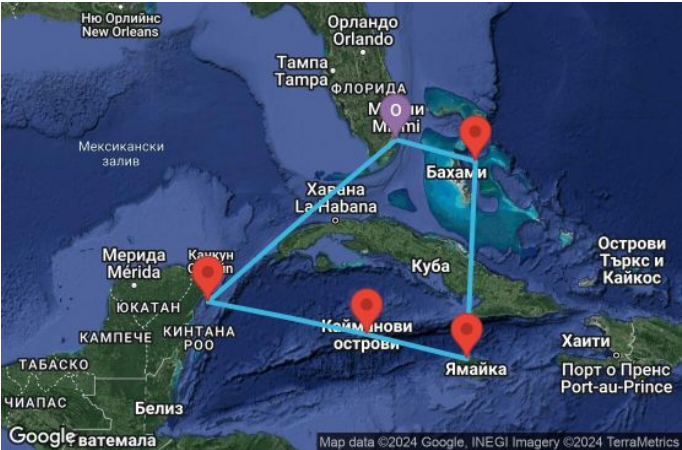 Ню Орлийнс
New Orleans
Орландо
Orlando
Тампа
Tampa
ФЛОРИДА
O
Бахами
Мексикански
залив
Хавана
La Habana
Мерида
Mérida
ЮКАТАН
Куба
Острови
Търкс и
Кайкос
КАМПЕЧЕ
КИНТАНА
РОО
Кайманови
острови
Хаити
ТАБАСКО
Ямайка
Порт о Пренс
Port-au-Prince
ЧИАПАС
Белиз
Google
ватемала
Map data ©2024 Google, INEGI Imagery ©2024 TerraMetrics